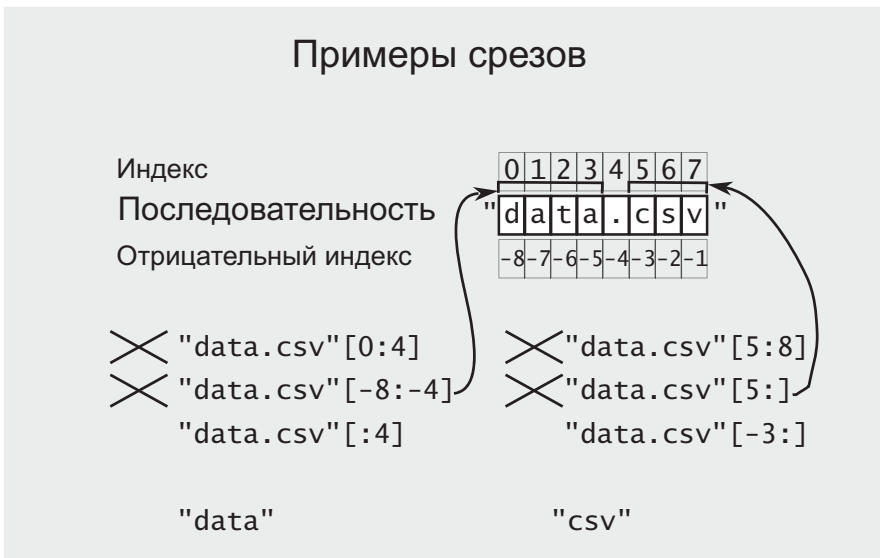 Примеры срезов
Индекс 0 1 2 3 4 5 6 7
Последовательность "data.csv"
Отрицательный индекс -8 -7 -6 -5 -4 -3 -2 -1
"data.csv"[0:4] "data.csv"[5:8]
"data.csv"[-8:-4] "data.csv"[5:]
"data.csv"[:4] "data.csv"[-3:]
"data" "csv"